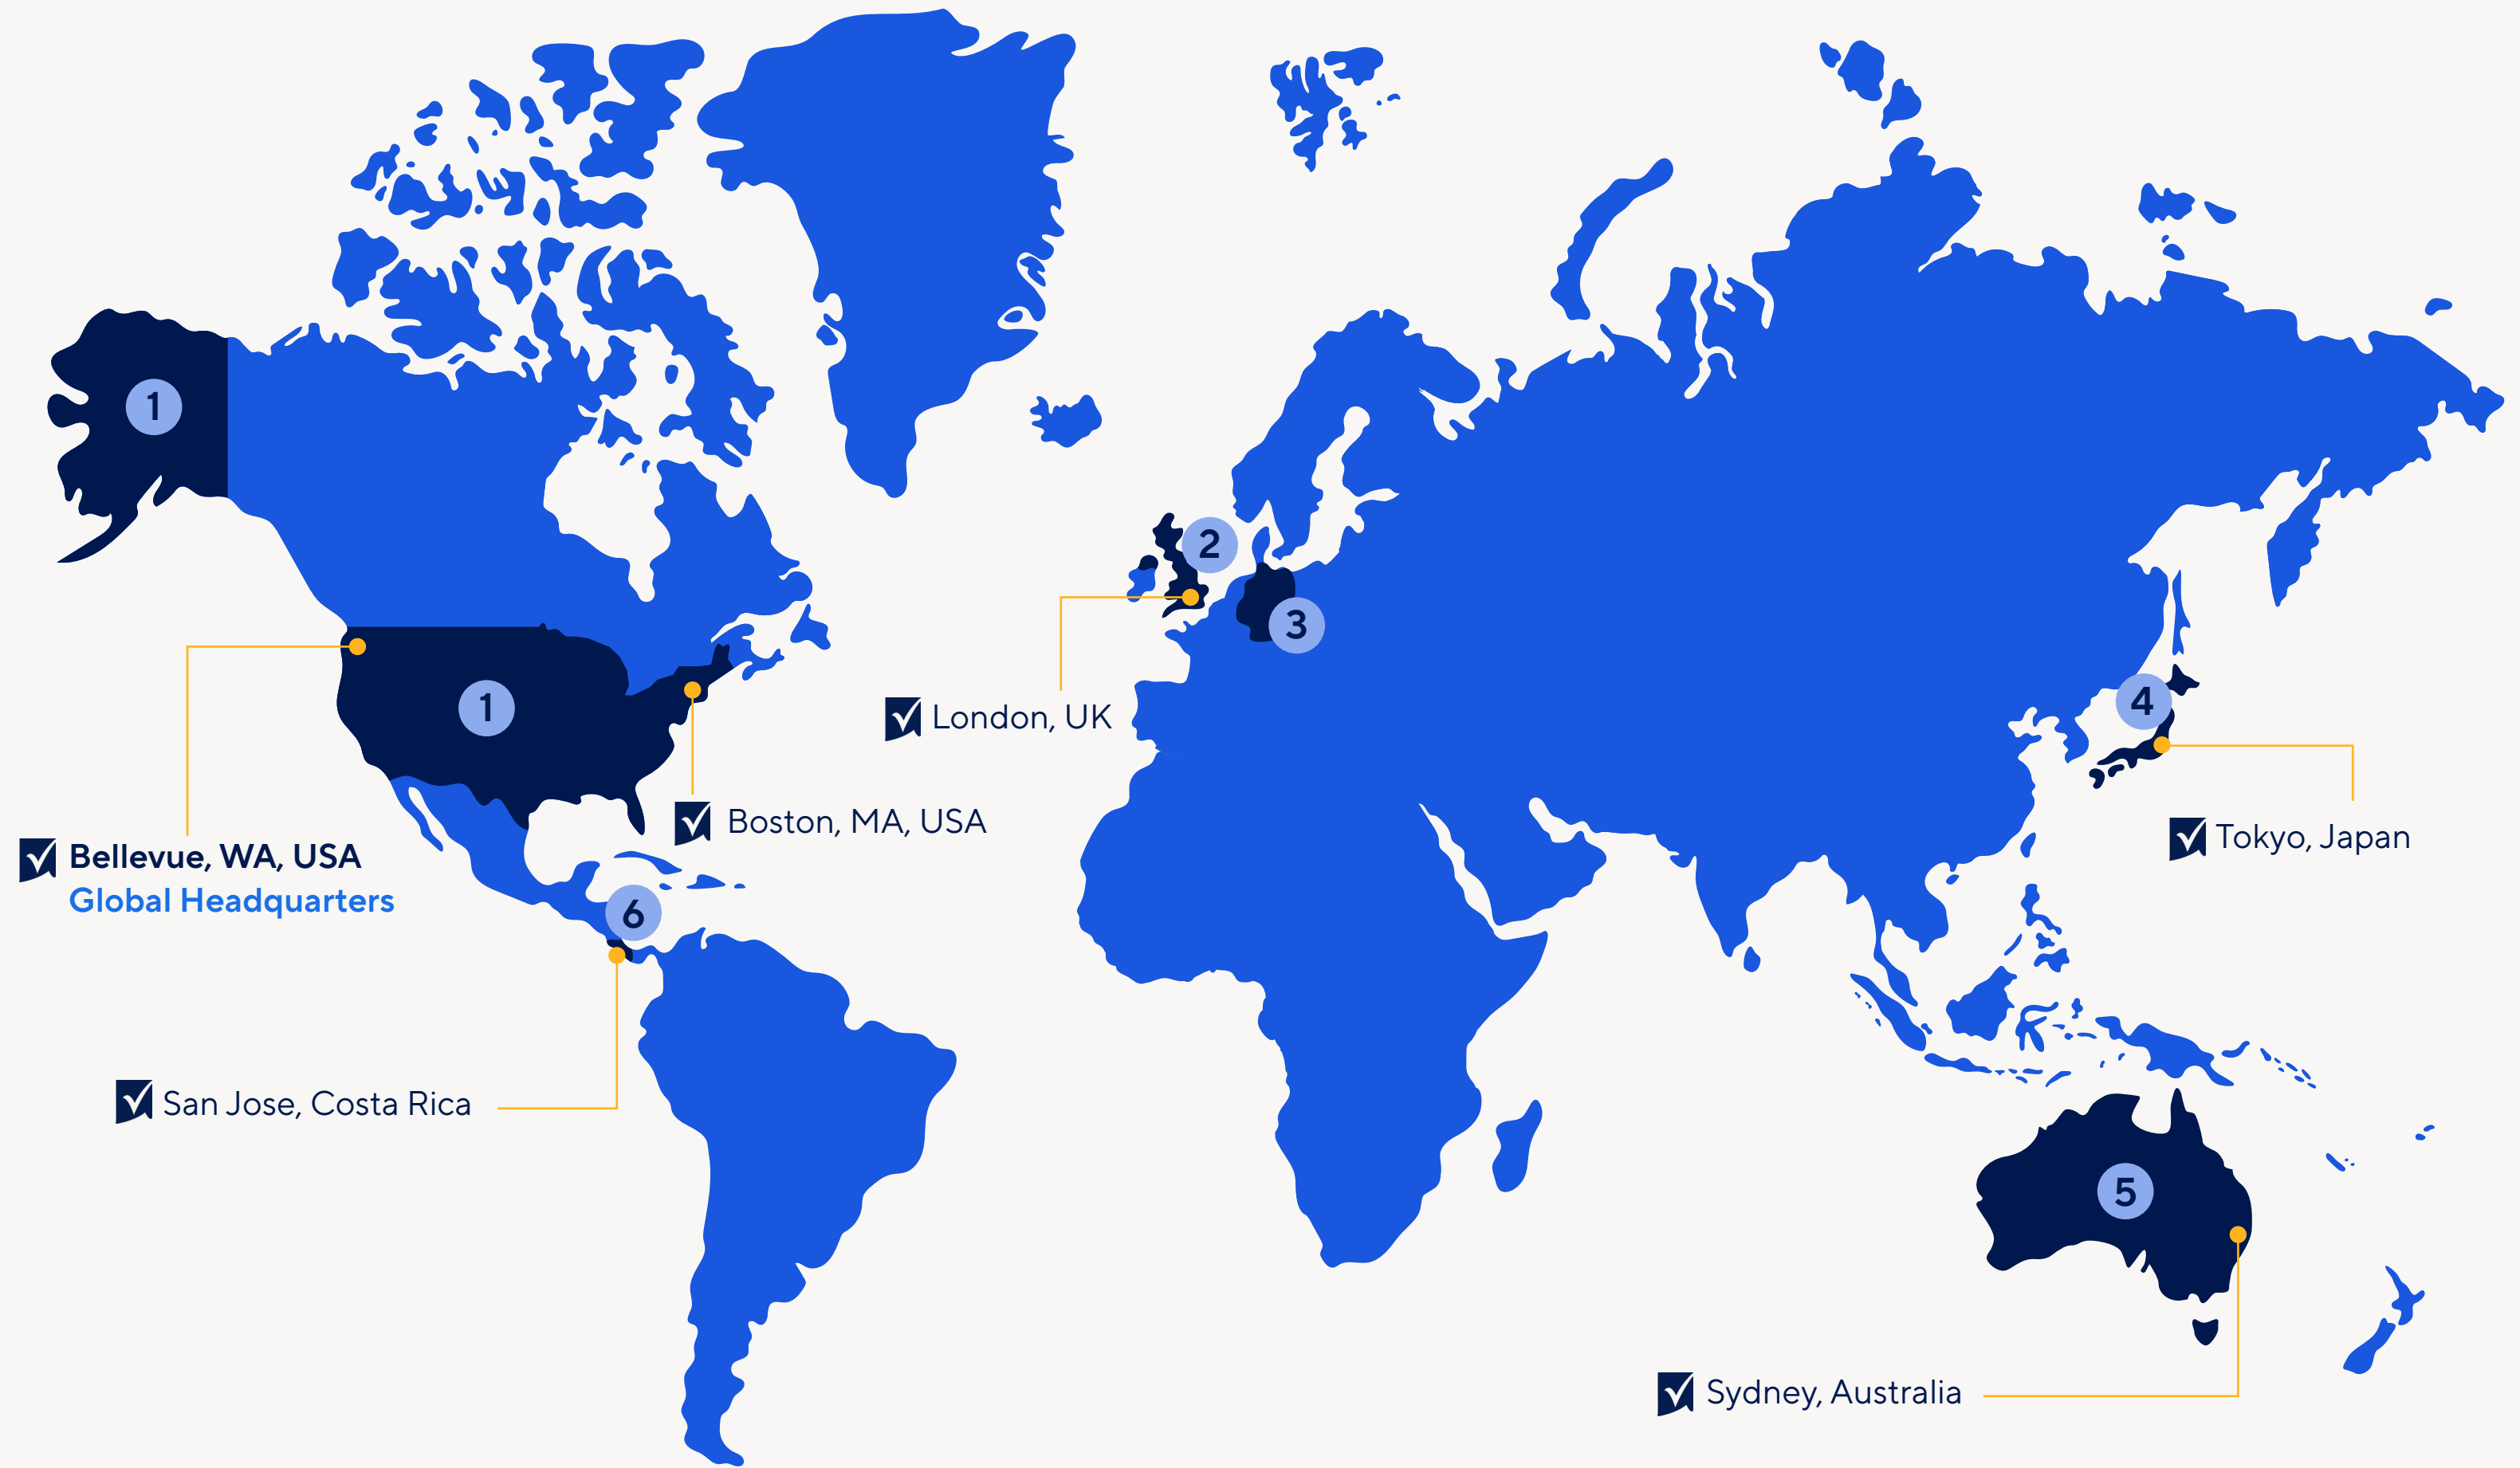 1
2
3
1
4
London, UK
Boston, MA, USA
Tokyo, Japan
Bellevue, WA, USA
Global Headquarters
6
San Jose, Costa Rica
5
Sydney, Australia